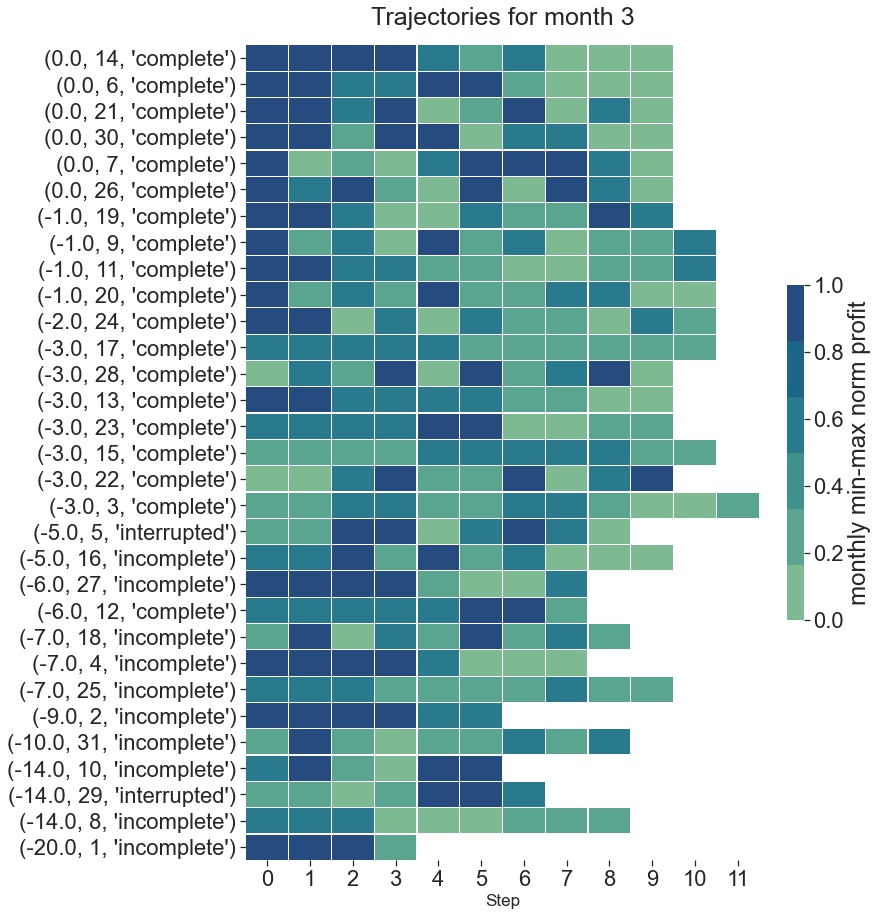 Trajectories for month 3
(0.0, 14, 'complete')
(0.0, 6, 'complete')
(0.0, 21, 'complete')
(0.0, 30, 'complete')
(0.0, 7, 'complete')
(0.0, 26, 'complete')
(-1.0, 19, 'complete')
(-1.0, 9, 'complete')
(-1.0, 11, 'complete')
(-1.0, 20, 'complete')
(-2.0, 24, 'complete')
(-3.0, 17, 'complete')
(-3.0, 28, 'complete')
(-3.0, 13, 'complete')
(-3.0, 23, 'complete')
(-3.0, 15, 'complete')
(-3.0, 22, 'complete')
(-3.0, 3, 'complete')
(-5.0, 5, 'interrupted')
(-5.0, 16, 'incomplete')
(-6.0, 27, 'incomplete')
(-6.0, 12, 'complete')
(-7.0, 18, 'incomplete')
(-7.0, 4, 'incomplete')
(-7.0, 25, 'incomplete')
(-9.0, 2, 'incomplete')
(-10.0, 31, 'incomplete')
(-14.0, 10, 'incomplete')
(-14.0, 29, 'interrupted')
(-14.0, 8, 'incomplete')
(-20.0, 1, 'incomplete')
0 1 2 3 4 5 6 7 8 9 10 11
Step
1.0
0.8
0.6
0.4
0.2
0.0
monthly min-max norm profit